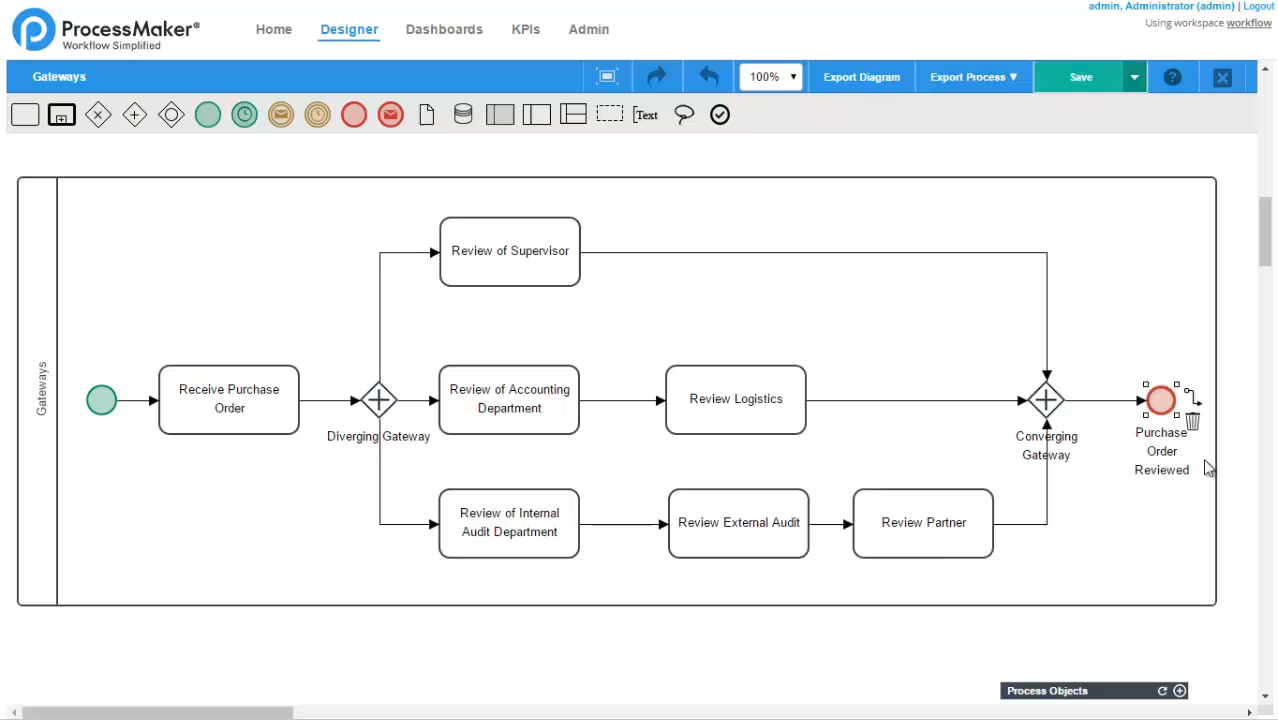 admin, Administrator (admin) | Logout
Using workspace workflow
ProcessMaker®
Workflow Simplified
Home
Designer
Dashboards
KPIs
Admin
Gateways
100%
Export Diagram
Export Process
Save
?
[Text
Gateways
Review of Supervisor
Receive Purchase
Order
Diverging Gateway
Review of Accounting
Department
Review Logistics
Converging
Gateway
Purchase
Order
Reviewed
Review of Internal
Audit Department
Review External Audit
Review Partner
Process Objects